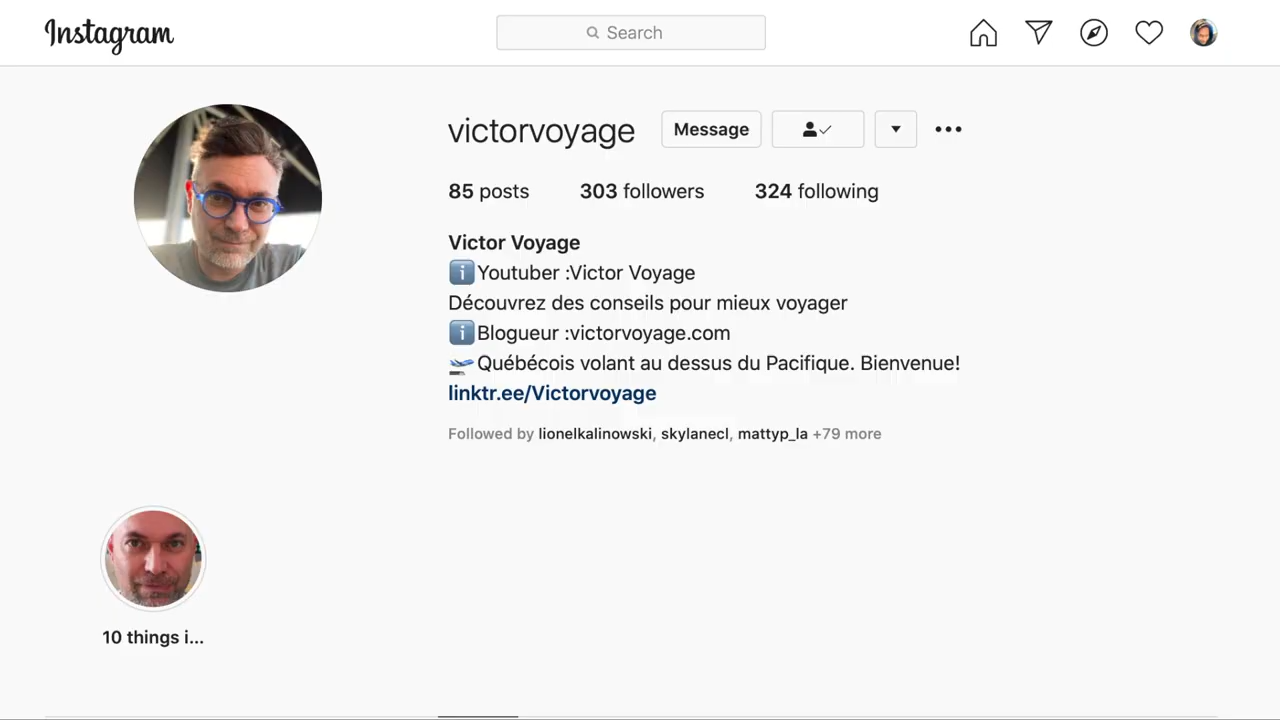 Instagram
Search
victorvoyage
Message
85 posts 303 followers 324 following
Victor Voyage
ℹ️Youtuber :Victor Voyage
Découvrez des conseils pour mieux voyager
ℹ️Blogueur :victorvoyage.com
🛫Québécois volant au dessus du Pacifique. Bienvenue!
linktr.ee/Victorvoyage
Followed by lionelkalinowski, skylanecl, mattyp_la +79 more
10 things i...